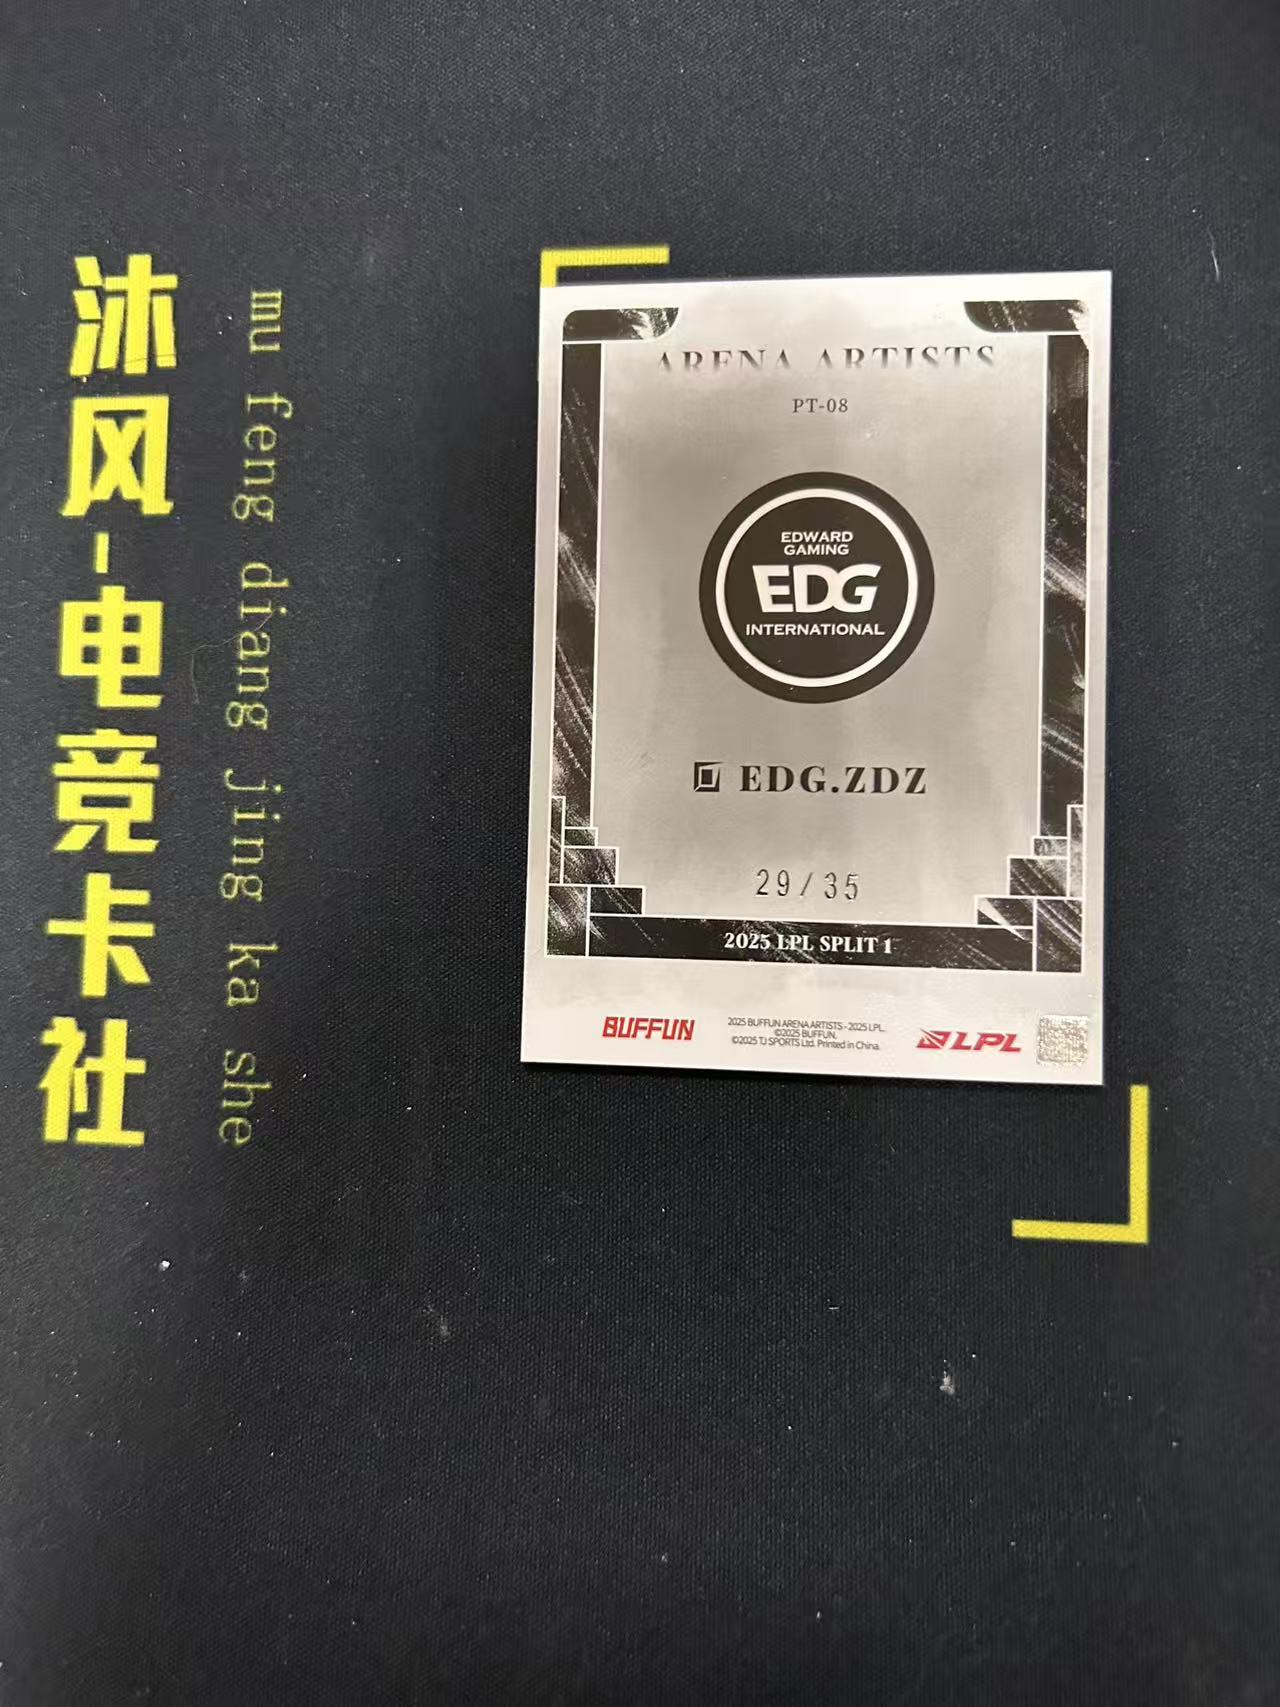 沐风-电竞卡社
mu feng dian jing ka she
ARENA ARTISTS
PT-08
EDWARD
GAMING
EDG
INTERNATIONAL
EDG.ZDZ
29/35
2025 LPL SPLIT 1
BUFFUN
2025 BUFFUN ARENA ARTISTS - 2025 LPL.
©2025 BUFFUN.
©2025 TJ SPORTS Ltd. Printed in China.
LPL